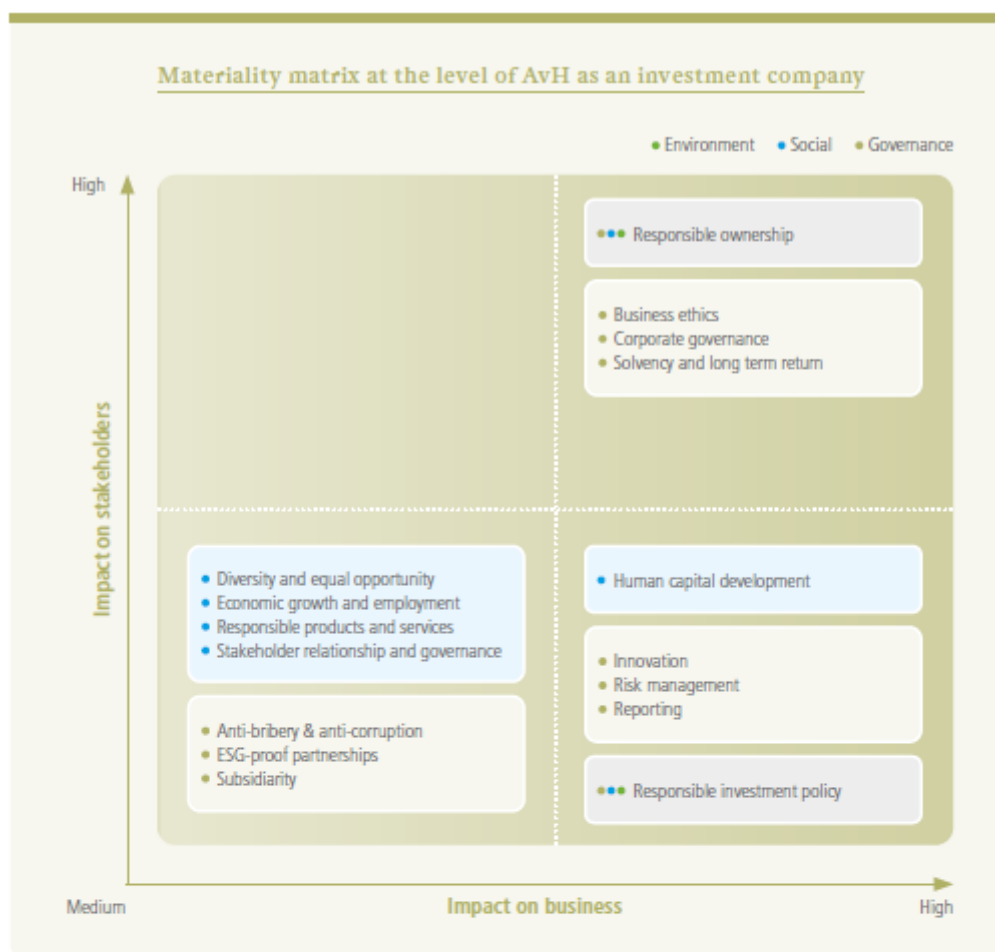 Materiality matrix at the level of AvH as an investment company
Environment Social Governance
High
Responsible ownership
Business ethics
Corporate governance
Solvency and long term return
Impact on stakeholders
Diversity and equal opportunity
Economic growth and employment
Responsible products and services
Stakeholder relationship and governance
Anti-bribery & anti-corruption
ESG-proof partnerships
Subsidiarity
Human capital development
Innovation
Risk management
Reporting
Responsible investment policy
Medium
Impact on business
High